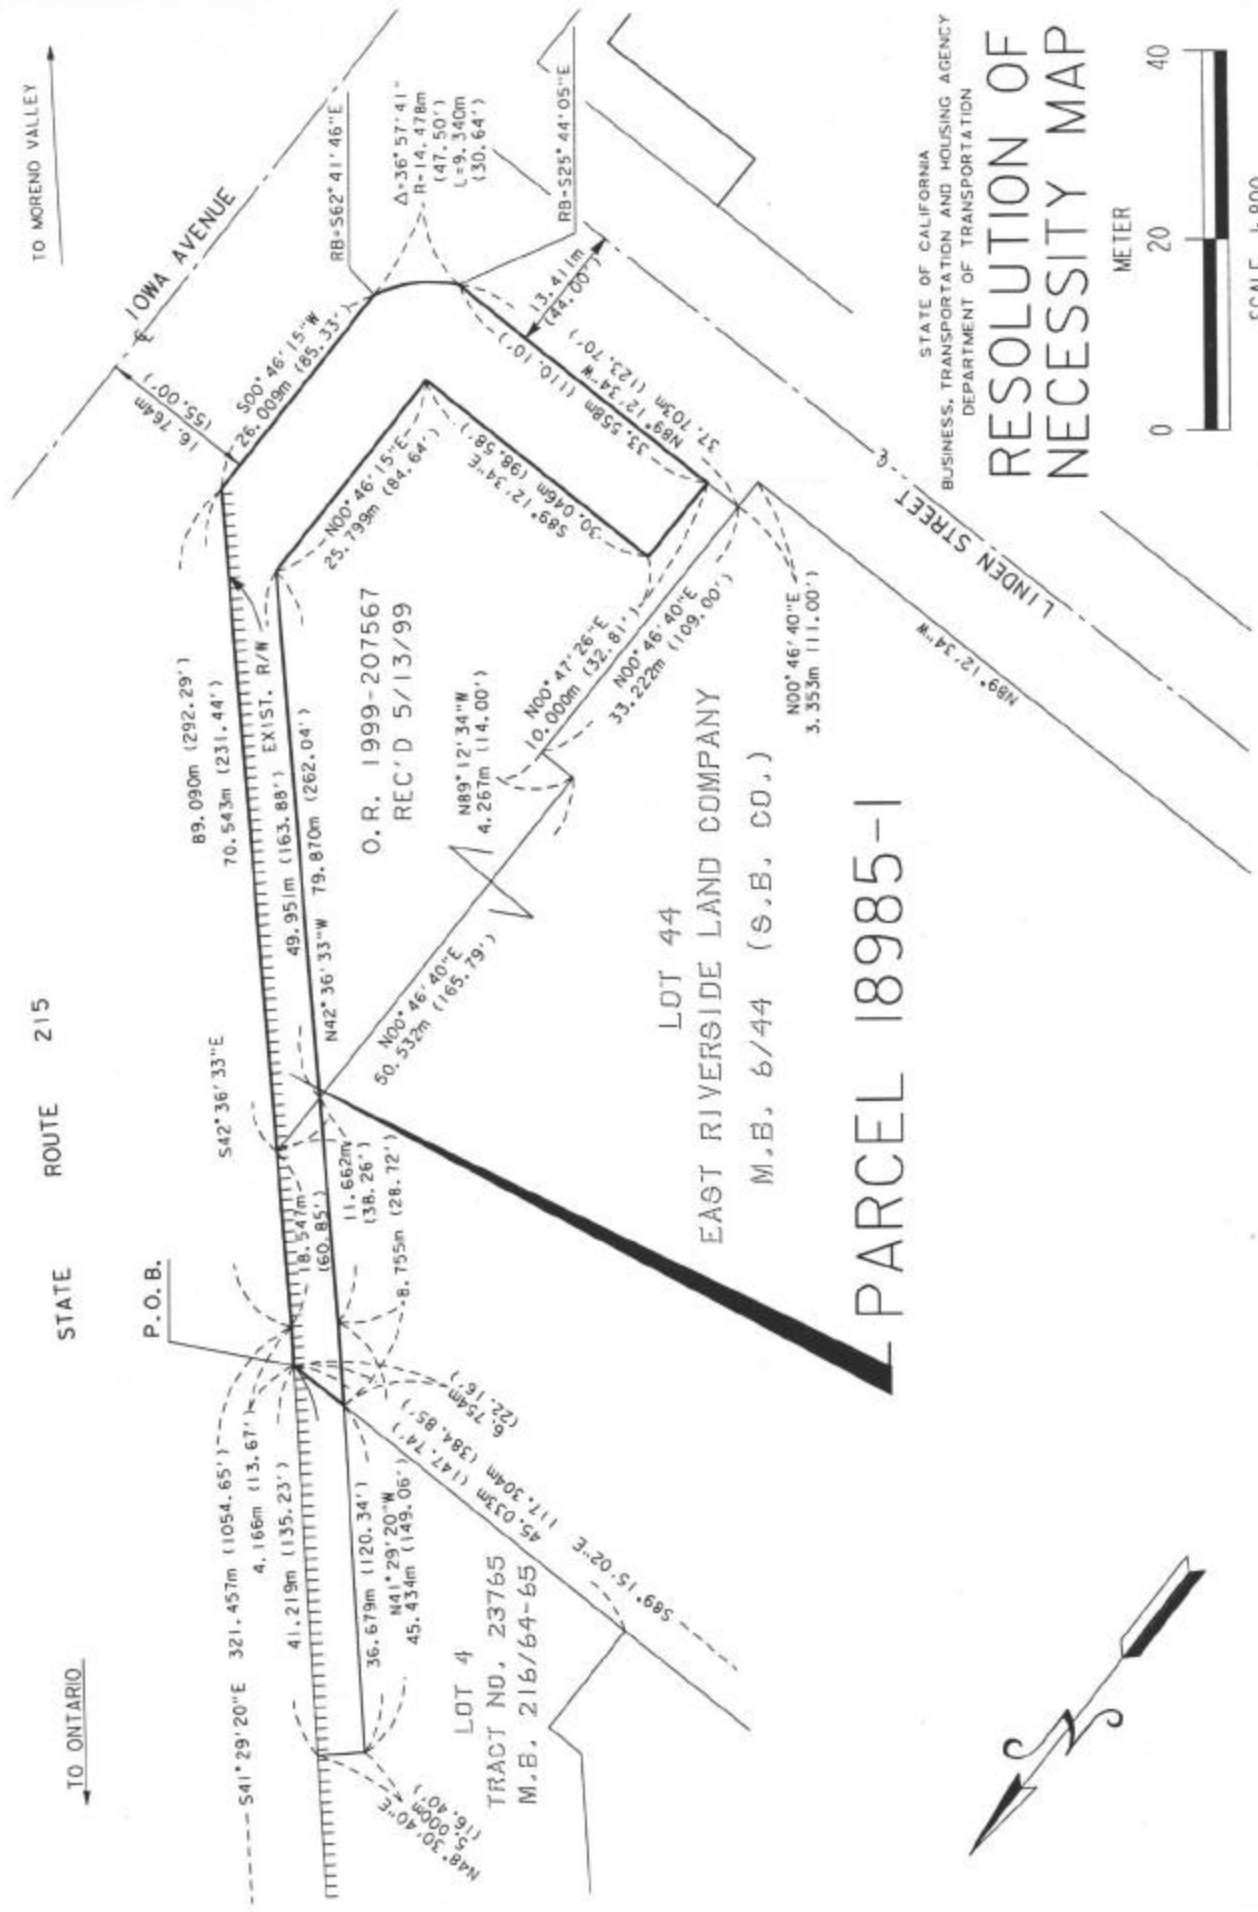 TO ONTARIO
STATE ROUTE 215
TO MORENO VALLEY
P.O.B.
S42°36'33"E
S41°29'20"E 321.457m (1054.65')
4.166m (13.67')
41.219m (135.23')
89.090m (292.29')
70.543m (231.44')
18.547m
(60.85')
49.951m (163.88') EXIST. R/W
N42°36'33"W 79.870m (262.04')
11.662m
(38.26')
8.755m (28.72')
6.754m
(22.16')
36.679m (120.34')
N41°29'20"W
45.434m (149.06')
N48°30'40"E
5.000m
(16.40')
45.033m (147.74')
S89°15'02"E 117.304m (384.85')
LOT 4
TRACT NO. 23765
M.B. 216/64-65
IOWA AVENUE
16.764m
(55.00')
S00°46'15"W
26.009m (85.33')
RB=S62°41'46"E
Δ=36°57'41"
R=14.478m
(47.50')
L=9.340m
(30.64')
RB=S25°44'05"E
13.411m
(44.00')
N00°46'15"E
25.799m (84.64')
S89°12'34"E
30.046m (98.58')
33.558m (110.10')
N89°12'34"W
37.703m (123.70')
O.R. 1999-207567
REC'D 5/13/99
N89°12'34"W
4.267m (14.00')
N00°47'26"E
10.000m (32.81')
N00°46'40"E
33.222m (109.00')
N00°46'40"E
3.353m (11.00')
N00°46'40"E
50.532m (165.79')
N89°12'34"W
LINDEN STREET
LOT 44
EAST RIVERSIDE LAND COMPANY
M.B. 6/44 (S.B. CO.)
PARCEL 18985-1
STATE OF CALIFORNIA
BUSINESS, TRANSPORTATION AND HOUSING AGENCY
DEPARTMENT OF TRANSPORTATION
RESOLUTION OF
NECESSITY MAP
METER
0 20 40
N